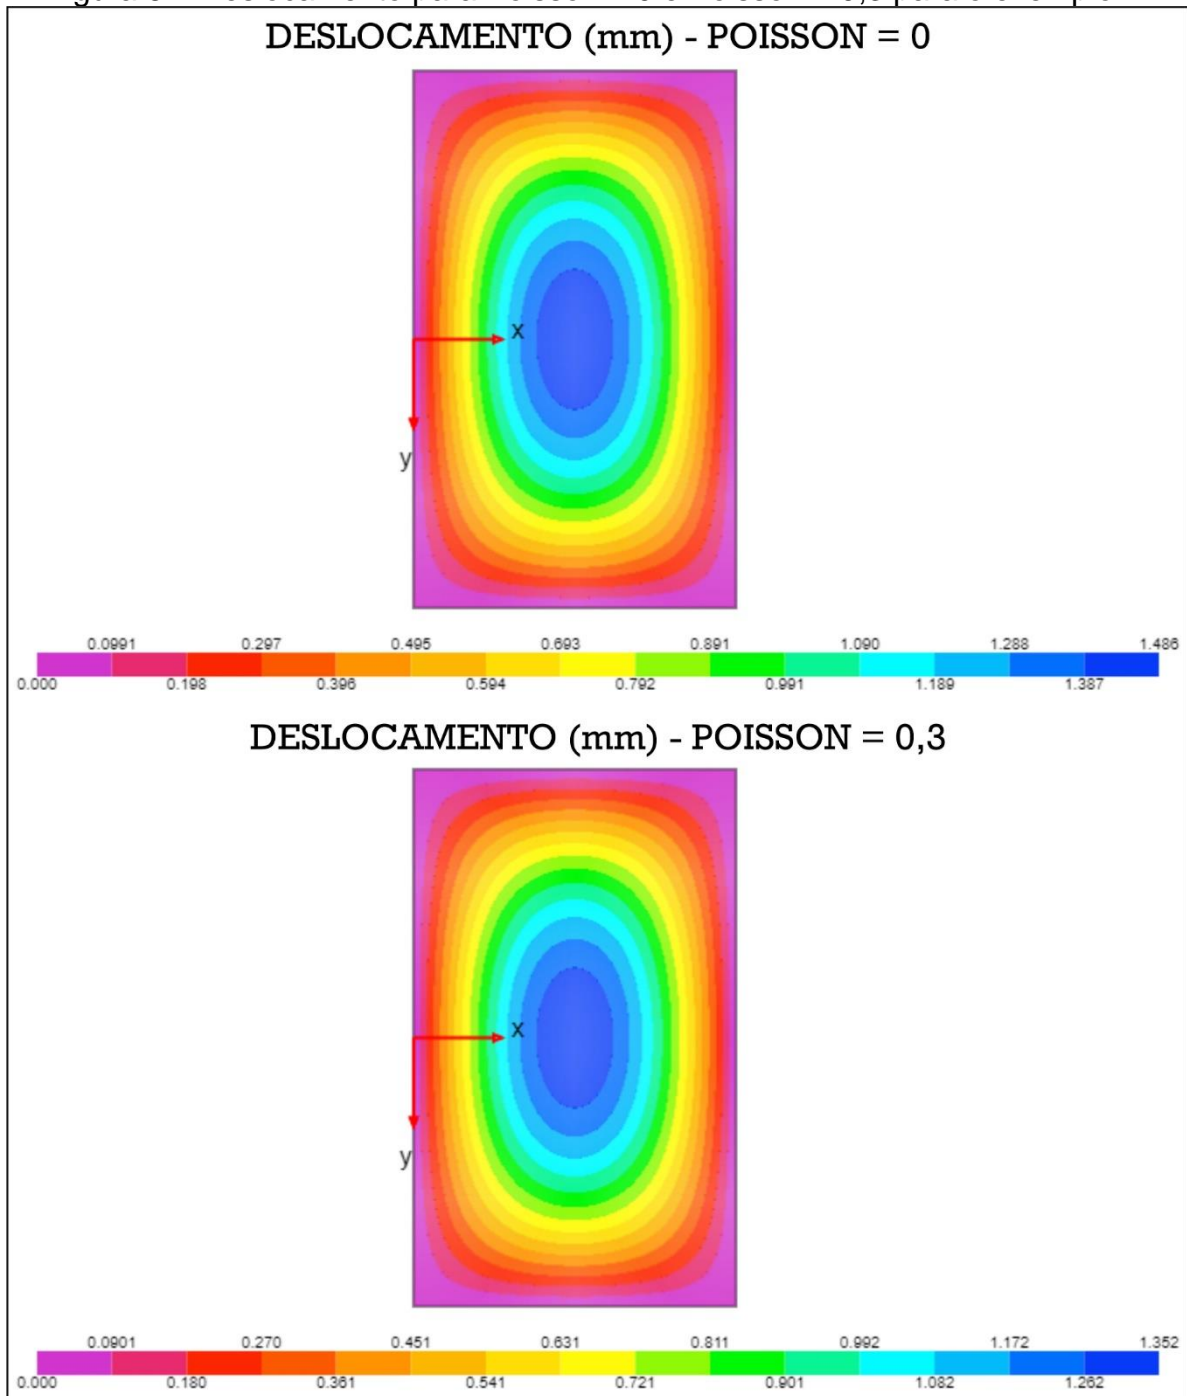 DESLOCAMENTO (mm) - POISSON = 0
x
y
0.0991 0.297 0.495 0.693 0.891 1.090 1.288 1.486
0.000 0.198 0.396 0.594 0.792 0.991 1.189 1.387
DESLOCAMENTO (mm) - POISSON = 0,3
x
y
0.0901 0.270 0.451 0.631 0.811 0.992 1.172 1.352
0.000 0.180 0.361 0.541 0.721 0.901 1.082 1.262